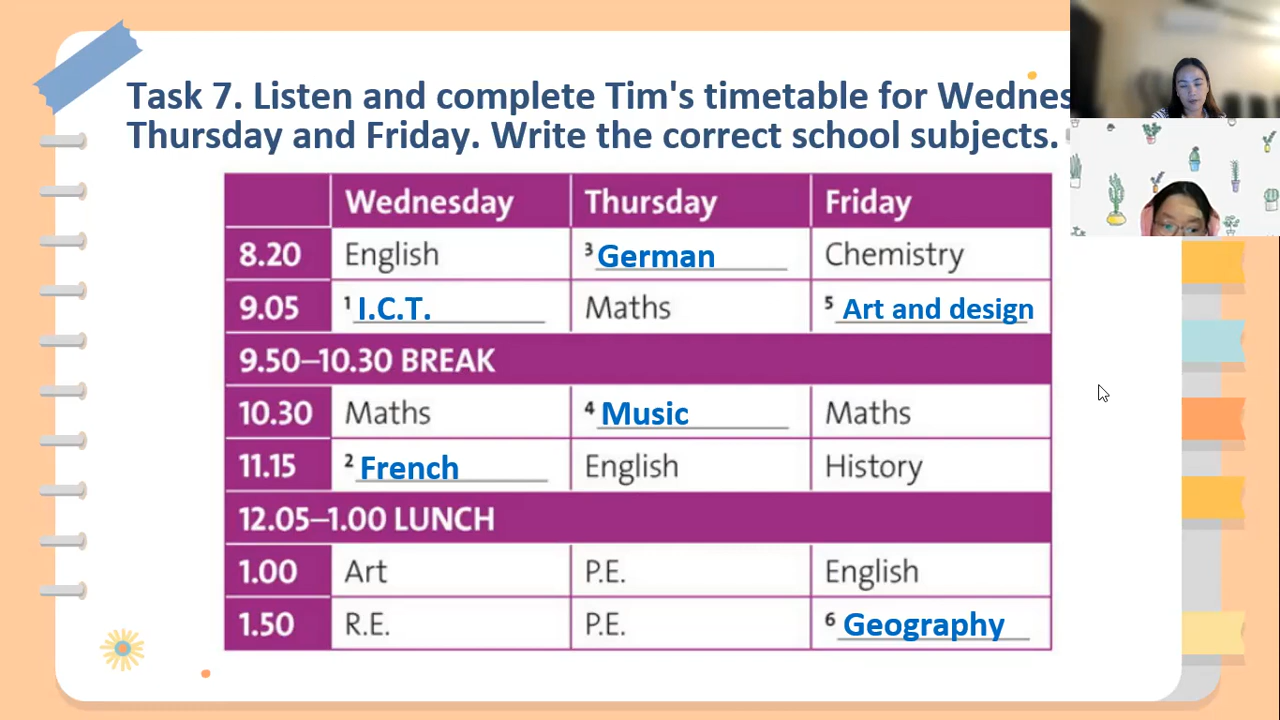 Task 7. Listen and complete Tim's timetable for Wednes
Thursday and Friday. Write the correct school subjects.
Wednesday Thursday Friday
8.20 English ³ German Chemistry
9.05 ¹ I.C.T. Maths ⁵ Art and design
9.50–10.30 BREAK
10.30 Maths ⁴ Music Maths
11.15 ² French English History
12.05–1.00 LUNCH
1.00 Art P.E. English
1.50 R.E. P.E. ⁶ Geography